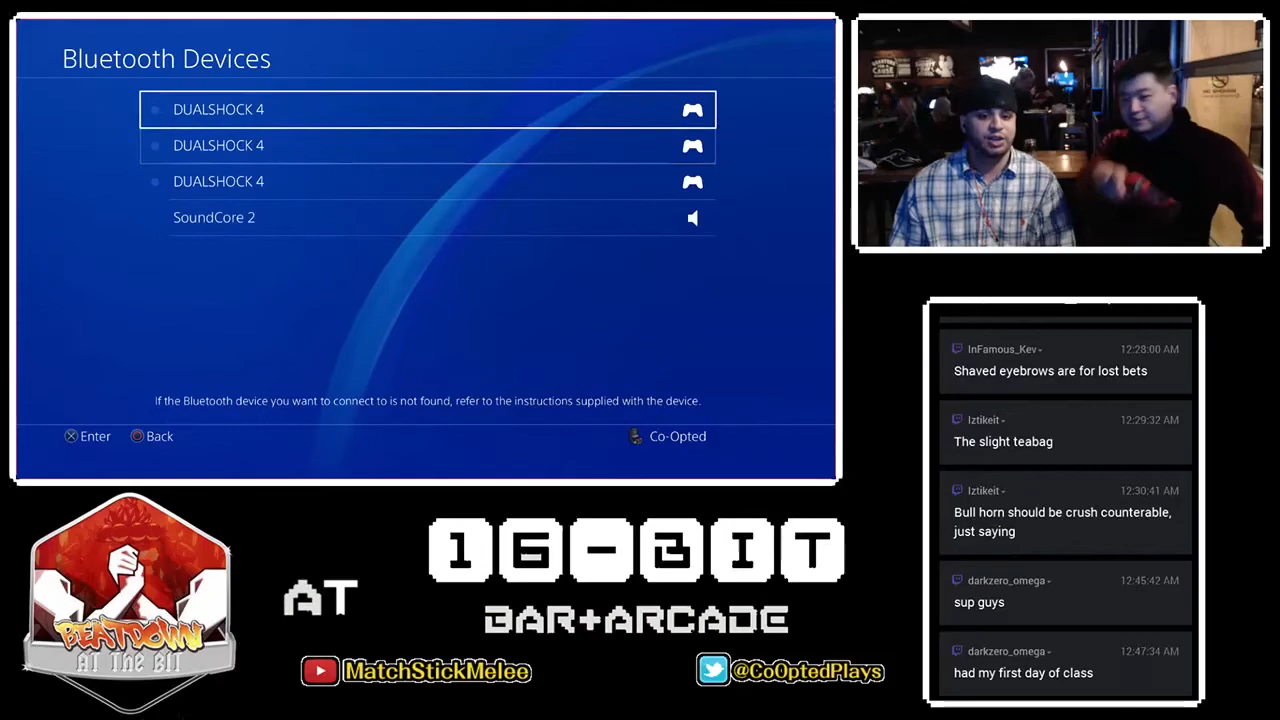 Bluetooth Devices
DUALSHOCK 4
DUALSHOCK 4
DUALSHOCK 4
SoundCore 2
If the Bluetooth device you want to connect to is not found, refer to the instructions supplied with the device.
Enter
Back
Co-Opted
InFamous_Kev
12:28:00 AM
Shaved eyebrows are for lost bets
Iztikeit
12:29:32 AM
The slight teabag
Iztikeit
12:30:41 AM
Bull horn should be crush counterable,
just saying
darkzero_omega
12:45:42 AM
sup guys
darkzero_omega
12:47:34 AM
had my first day of class
BEATDOWN
AT THE BIT
AT
16-BIT
BAR+ARCADE
MatchStickMelee
@CoOptedPlays